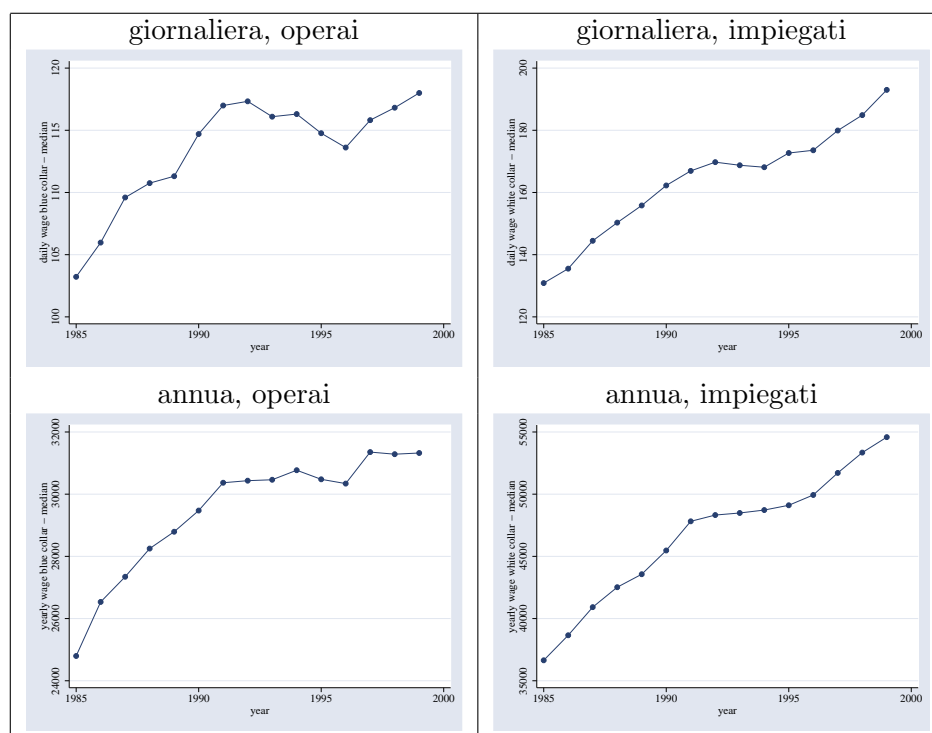 giornaliera, operai
daily wage blue collar – median
120
115
110
105
100
1985 1990 1995 2000
year
giornaliera, impiegati
daily wage white collar – median
200
180
160
140
120
1985 1990 1995 2000
year
annua, operai
yearly wage blue collar – median
32000
30000
28000
26000
24000
1985 1990 1995 2000
year
annua, impiegati
yearly wage white collar – median
55000
50000
45000
40000
35000
1985 1990 1995 2000
year